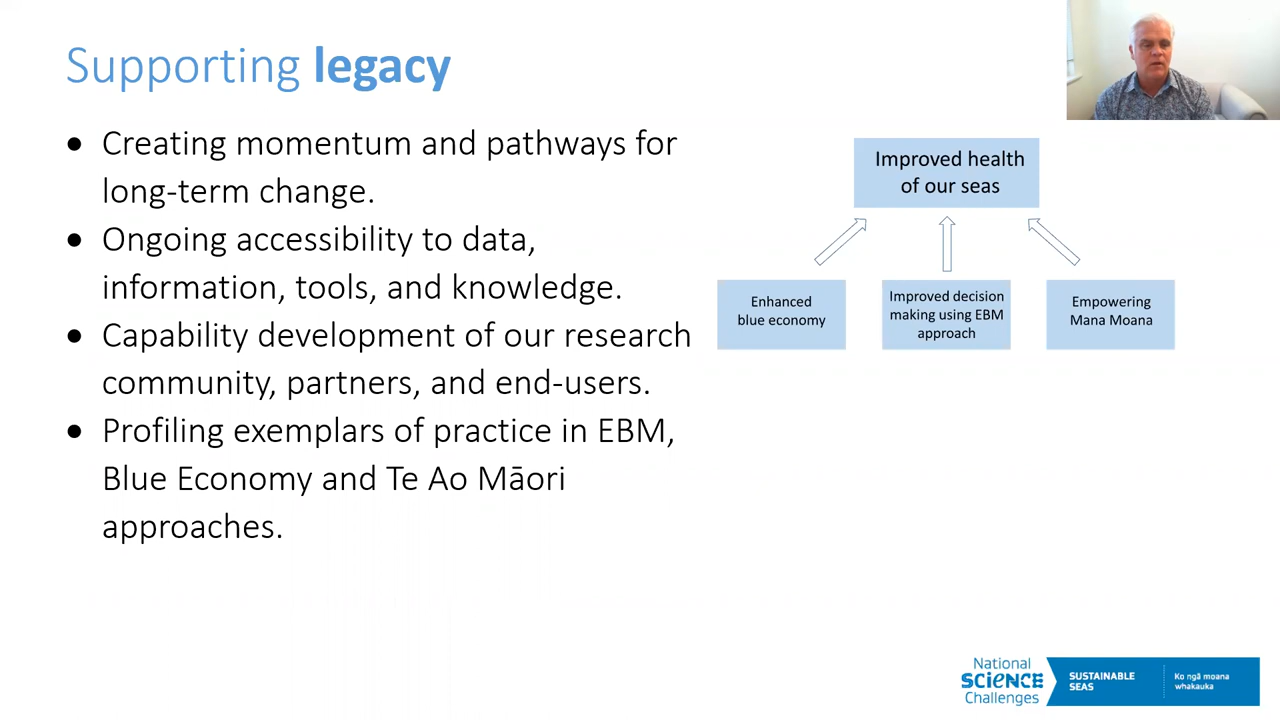 Supporting legacy
• Creating momentum and pathways for
long-term change.
• Ongoing accessibility to data,
information, tools, and knowledge.
• Capability development of our research
community, partners, and end-users.
• Profiling exemplars of practice in EBM,
Blue Economy and Te Ao Māori
approaches.
Improved health
of our seas
Enhanced
blue economy
Improved decision
making using EBM
approach
Empowering
Mana Moana
National
SCIENCE
Challenges
SUSTAINABLE
SEAS
Ko ngā moana
whakauka